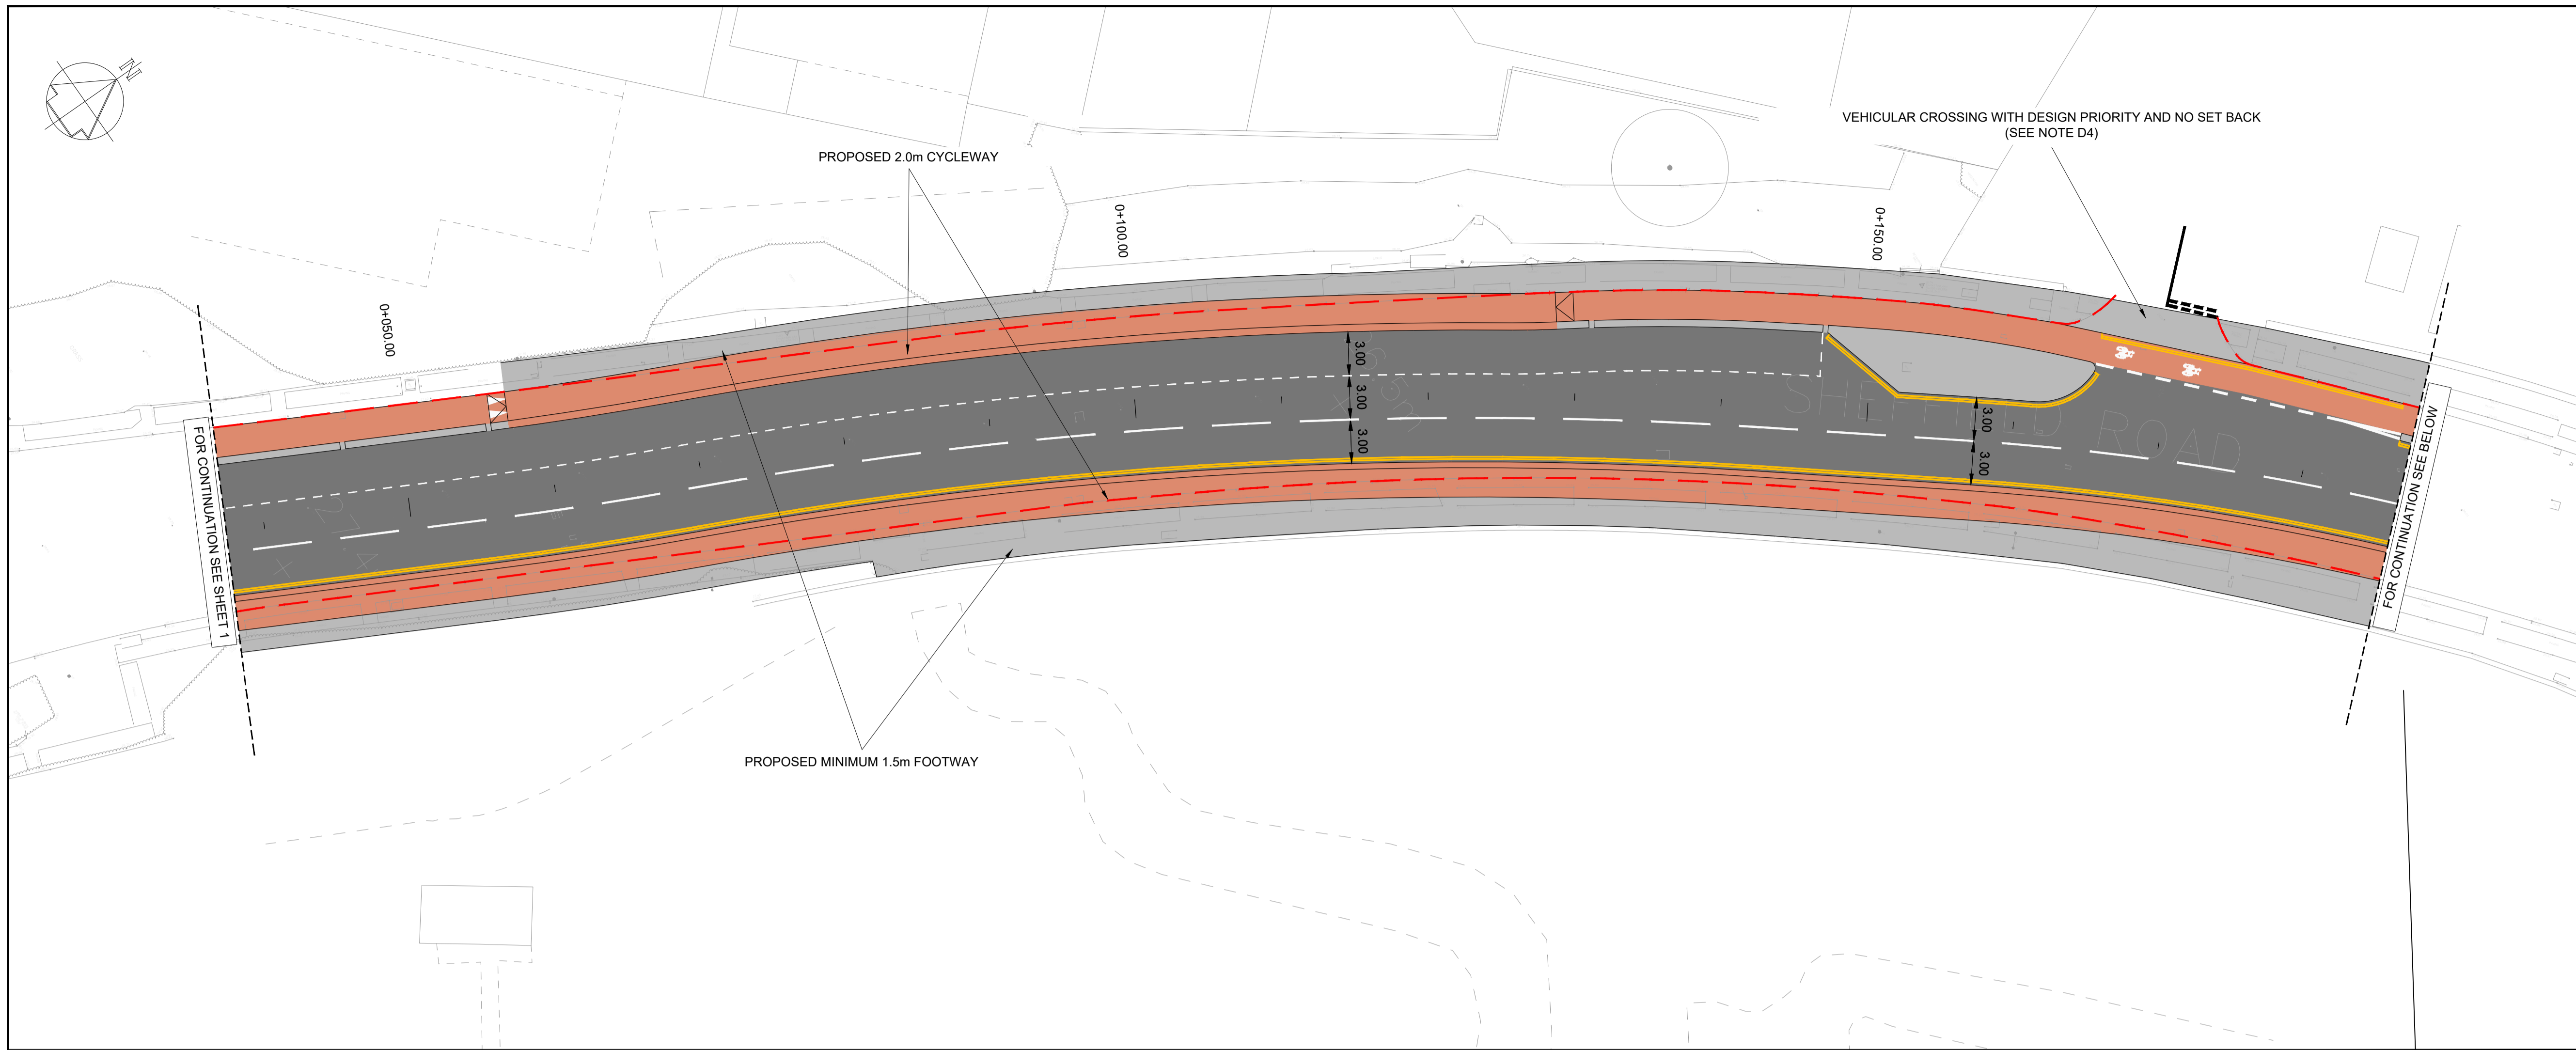 N
VEHICULAR CROSSING WITH DESIGN PRIORITY AND NO SET BACK
(SEE NOTE D4)
PROPOSED 2.0m CYCLEWAY
0+050.00
0+100.00
0+150.00
3.00
3.00
3.00
3.00
3.00
SHEFFIELD ROAD
FOR CONTINUATION SEE SHEET 1
FOR CONTINUATION SEE BELOW
PROPOSED MINIMUM 1.5m FOOTWAY